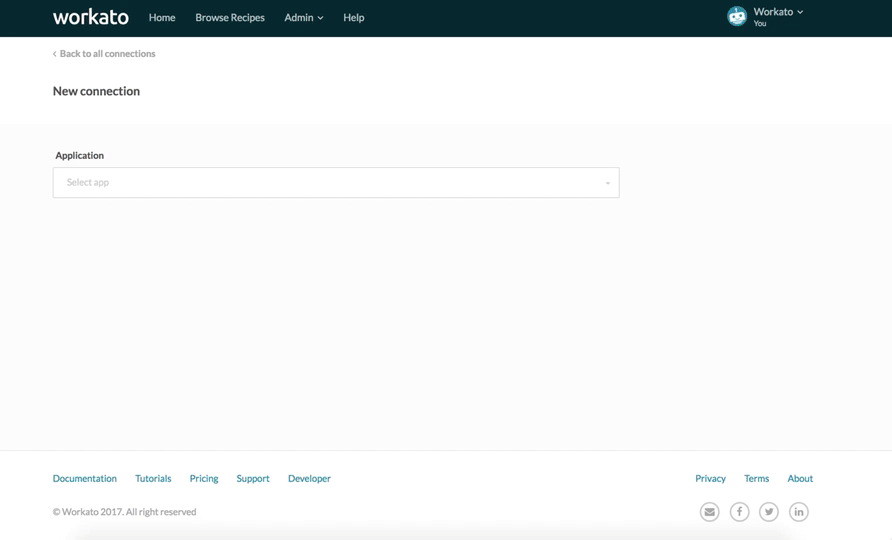 workato Home Browse Recipes Admin Help Workato
You
Back to all connections
New connection
Application
Select app
Documentation Tutorials Pricing Support Developer Privacy Terms About
© Workato 2017. All right reserved